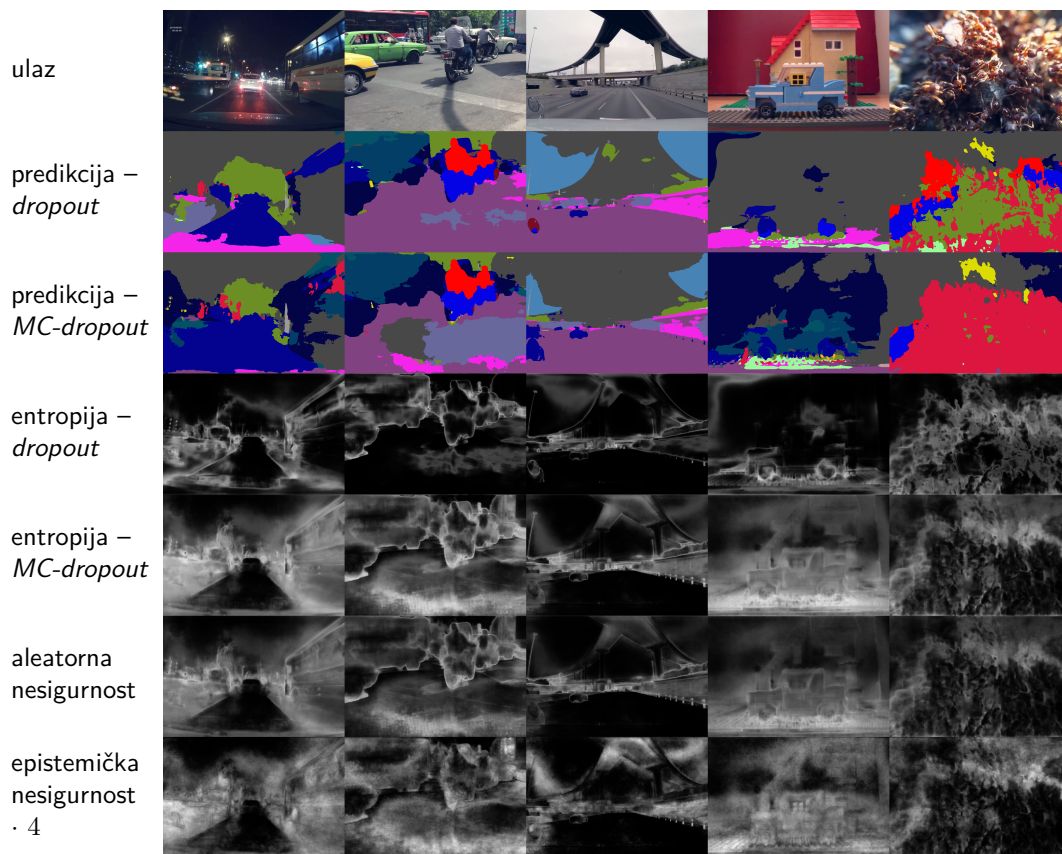 ulaz
predikcija –
dropout
predikcija –
MC-dropout
entropija –
dropout
entropija –
MC-dropout
aleatorna
nesigurnost
epistemička
nesigurnost
· 4